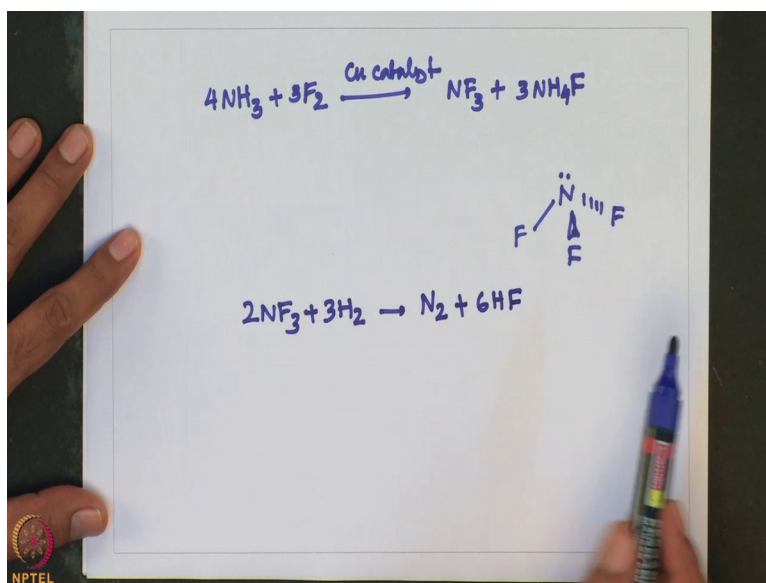 4NH₃ + 3F₂ —Cu catalyst→ NF₃ + 3NH₄F
N̈
F F
F
2NF₃ + 3H₂ → N₂ + 6HF
NPTEL